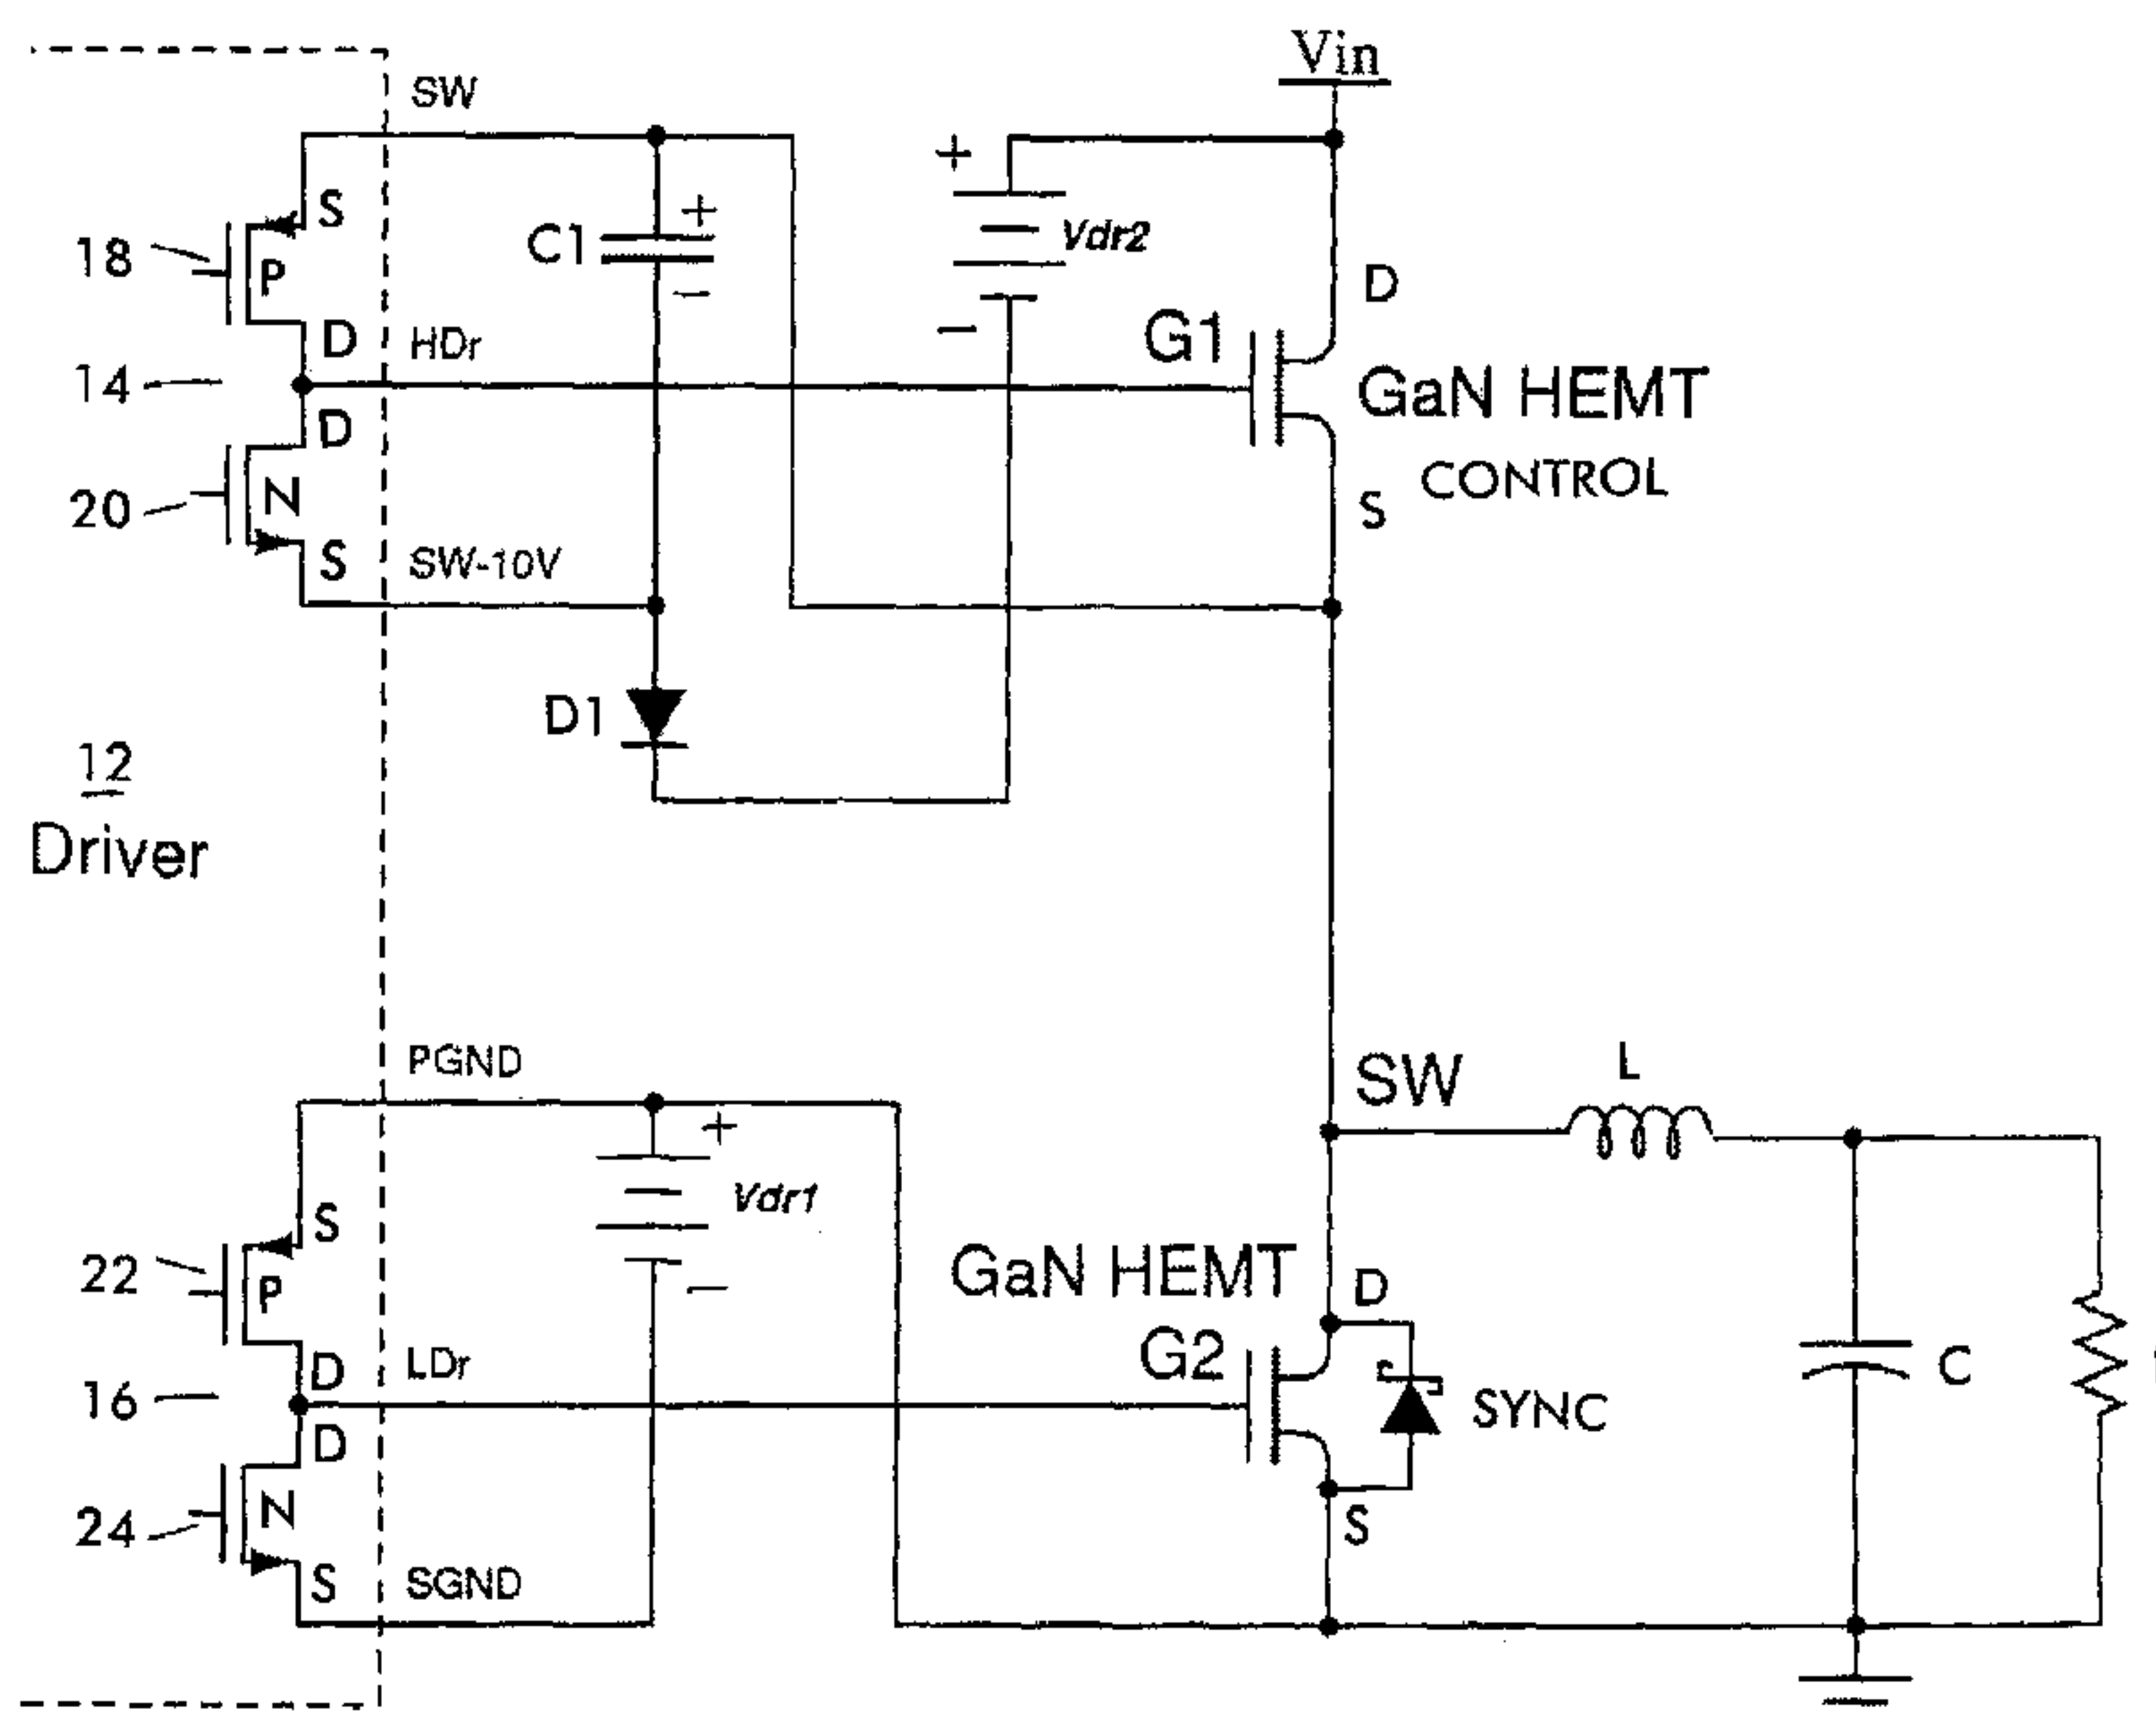 Vin
SW
S
18
P
C1
+
-
+
Vdr2
-
D
HDr
G1
D
GaN HEMT
CONTROL
14
D
20
N
S
S
SW-10V
D1
12
Driver
PGND
SW
L
+
Vdr1
-
S
22
P
GaN HEMT
D
G2
D
LDr
C
16
SYNC
D
24
N
S
S
SGND